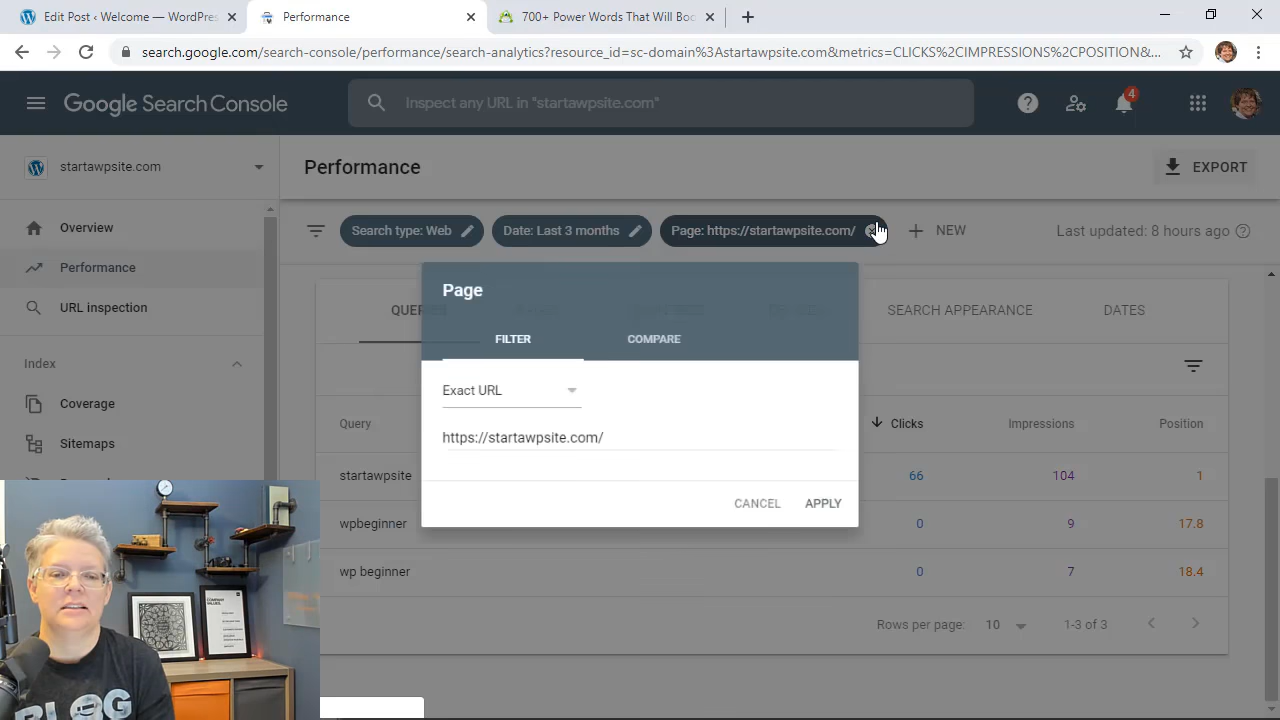 Edit Post ‹ Welcome — WordPres
Performance
700+ Power Words That Will Boo
search.google.com/search-console/performance/search-analytics?resource_id=sc-domain%3Astartawpsite.com&metrics=CLICKS%2CIMPRESSIONS%2CPOSITION&...
Google Search Console
Inspect any URL in "startawpsite.com"
4
startawpsite.com
Performance
EXPORT
Search type: Web
Date: Last 3 months
Page: https://startawpsite.com/
NEW
Last updated: 8 hours ago
Overview
Performance
URL inspection
Index
Coverage
Sitemaps
Page
FILTER
COMPARE
Exact URL
https://startawpsite.com/
CANCEL
APPLY
SEARCH APPEARANCE
DATES
Query
Clicks
Impressions
Position
startawpsite
66
104
1
wpbeginner
0
9
17.8
wp beginner
0
7
18.4
Rows per page:
10
1-3 of 3
COMPANY
VALUES.
BLOG